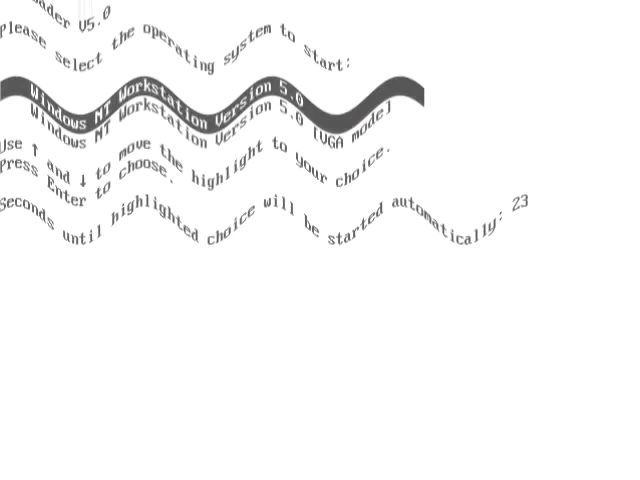 ader V5.0
Please select the operating system to start:
Windows NT Workstation Version 5.0
Windows NT Workstation Version 5.0 [VGA mode]
Use ↑ and ↓ to move the highlight to your choice.
Press Enter to choose.
Seconds until highlighted choice will be started automatically: 23